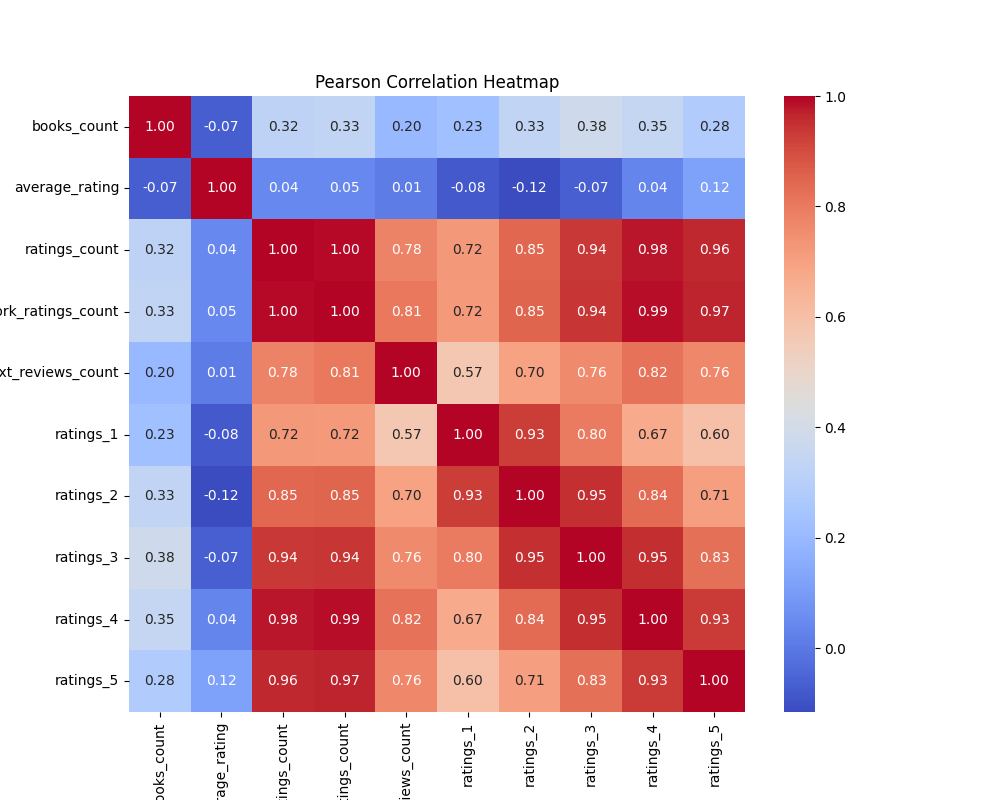 Pearson Correlation Heatmap
books_count 1.00 -0.07 0.32 0.33 0.20 0.23 0.33 0.38 0.35 0.28
average_rating -0.07 1.00 0.04 0.05 0.01 -0.08 -0.12 -0.07 0.04 0.12
ratings_count 0.32 0.04 1.00 1.00 0.78 0.72 0.85 0.94 0.98 0.96
ork_ratings_count 0.33 0.05 1.00 1.00 0.81 0.72 0.85 0.94 0.99 0.97
xt_reviews_count 0.20 0.01 0.78 0.81 1.00 0.57 0.70 0.76 0.82 0.76
ratings_1 0.23 -0.08 0.72 0.72 0.57 1.00 0.93 0.80 0.67 0.60
ratings_2 0.33 -0.12 0.85 0.85 0.70 0.93 1.00 0.95 0.84 0.71
ratings_3 0.38 -0.07 0.94 0.94 0.76 0.80 0.95 1.00 0.95 0.83
ratings_4 0.35 0.04 0.98 0.99 0.82 0.67 0.84 0.95 1.00 0.93
ratings_5 0.28 0.12 0.96 0.97 0.76 0.60 0.71 0.83 0.93 1.00
ooks_count
rage_rating
tings_count
tings_count
iews_count
ratings_1
ratings_2
ratings_3
ratings_4
ratings_5
1.0
0.8
0.6
0.4
0.2
0.0